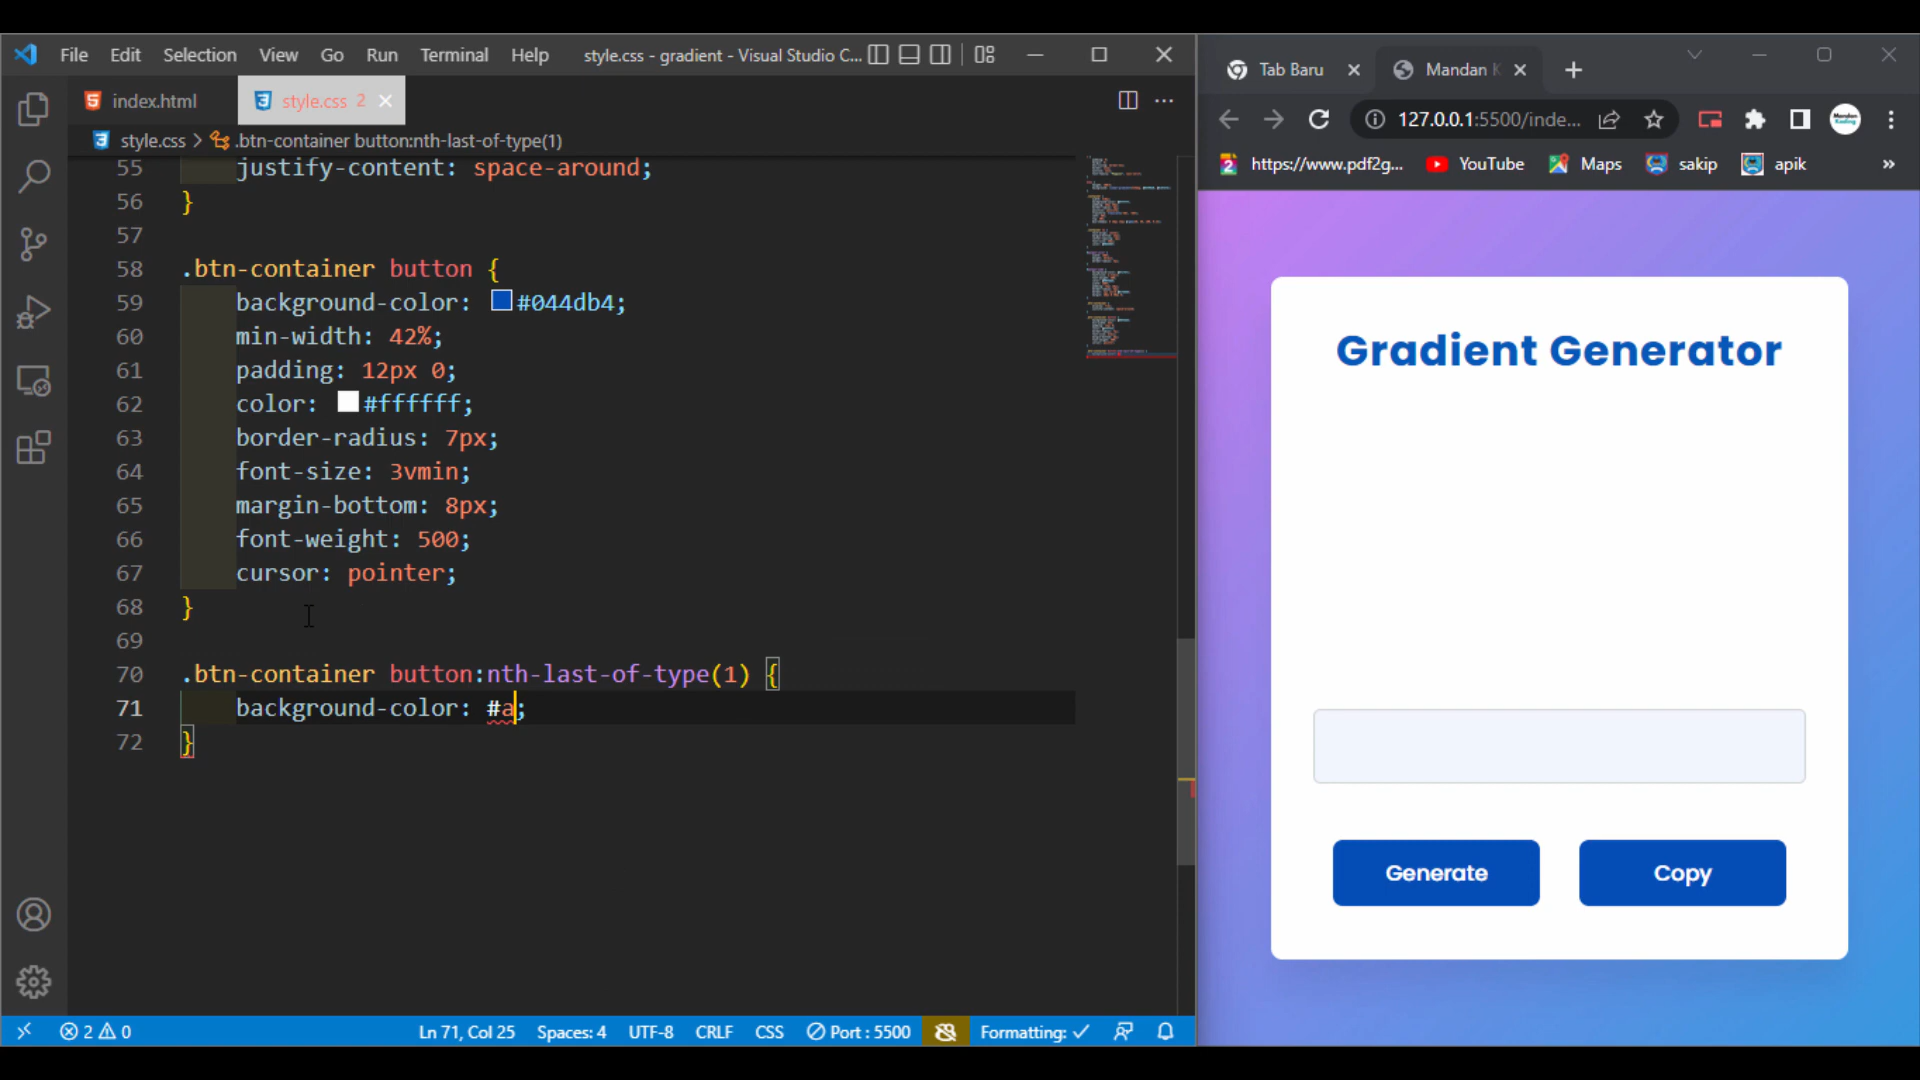 File Edit Selection View Go Run Terminal Help style.css - gradient - Visual Studio C...
index.html style.css 2
style.css > .btn-container button:nth-last-of-type(1)
55 justify-content: space-around;
56 }
57
58 .btn-container button {
59 background-color: #044db4;
60 min-width: 42%;
61 padding: 12px 0;
62 color: #ffffff;
63 border-radius: 7px;
64 font-size: 3vmin;
65 margin-bottom: 8px;
66 font-weight: 500;
67 cursor: pointer;
68 }
69
70 .btn-container button:nth-last-of-type(1) {
71 background-color: #a;
72 }
2 0 Ln 71, Col 25 Spaces: 4 UTF-8 CRLF CSS Port : 5500 Formatting: ✓
Tab Baru Mandan K
127.0.0.1:5500/inde...
https://www.pdf2g... YouTube Maps sakip apik »
Gradient Generator
Generate Copy